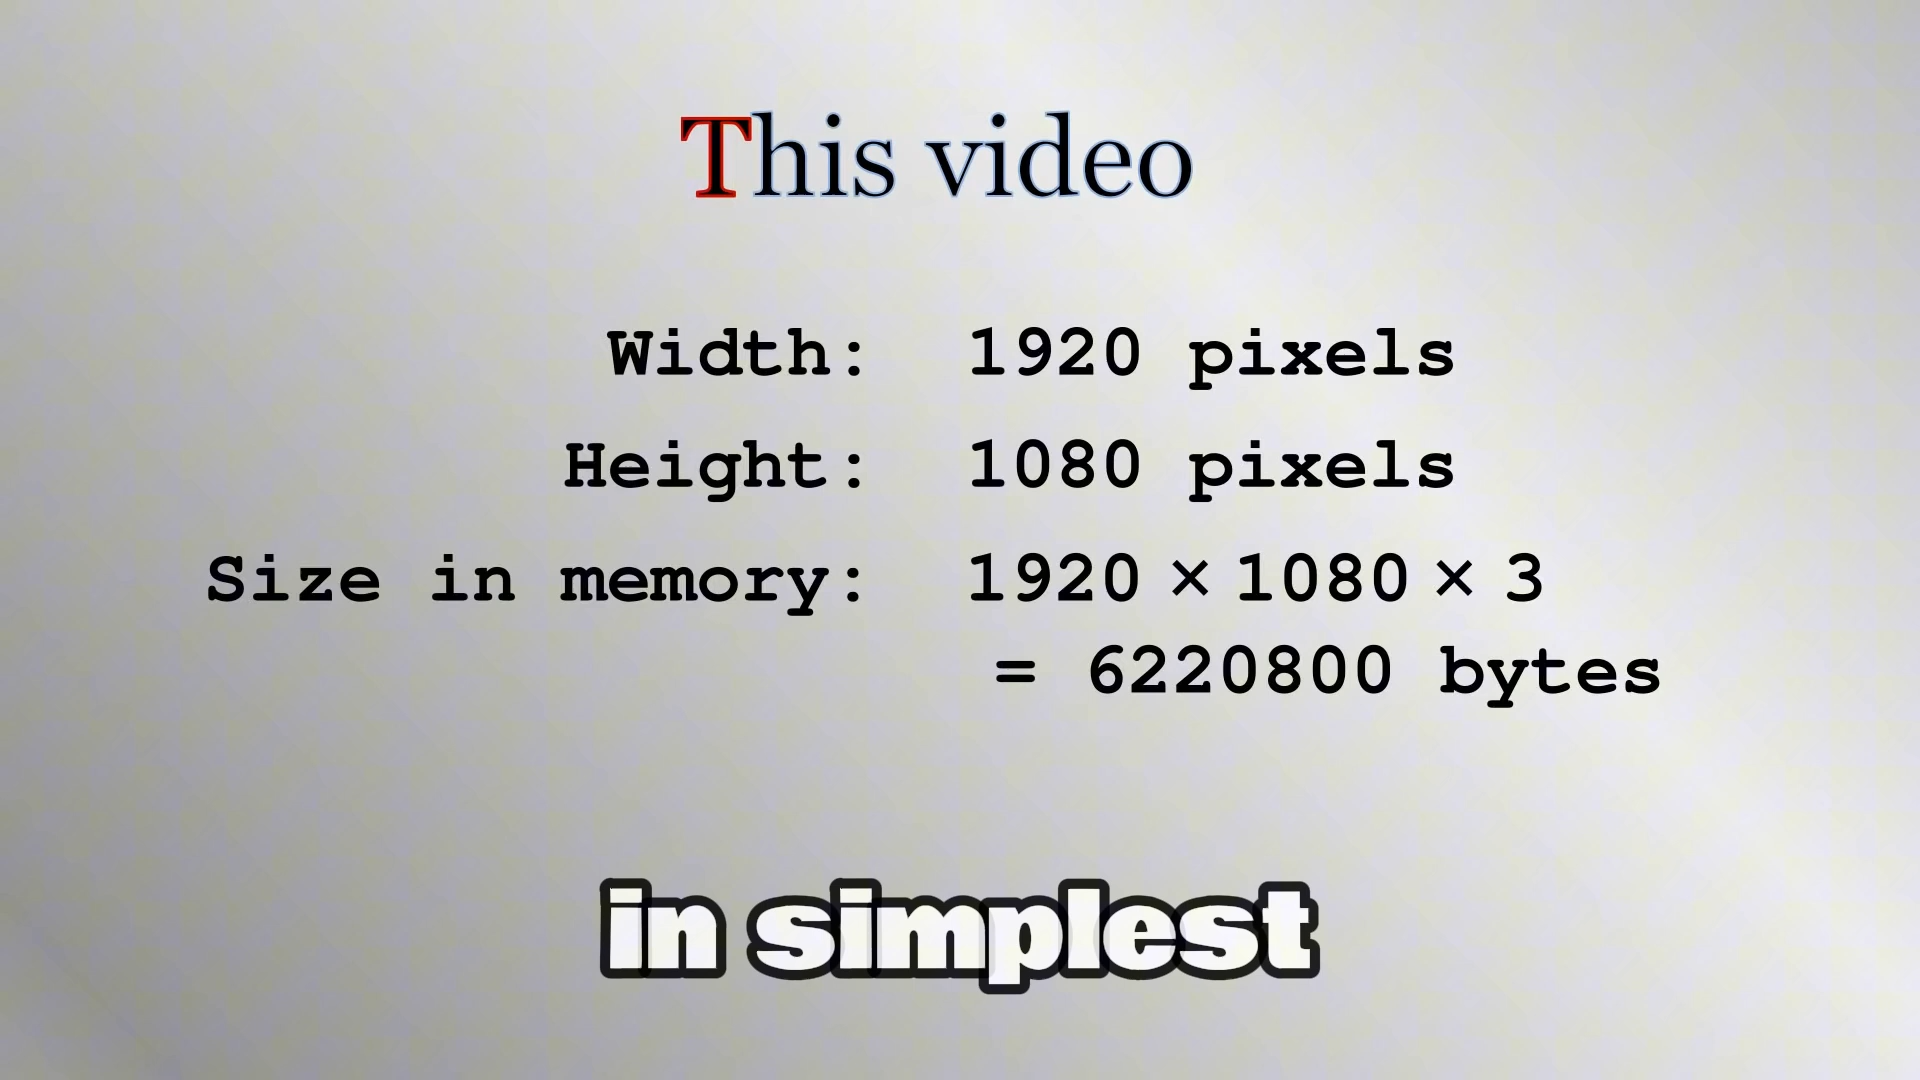 This video
Width: 1920 pixels
Height: 1080 pixels
Size in memory: 1920 × 1080 × 3
= 6220800 bytes
in simplest